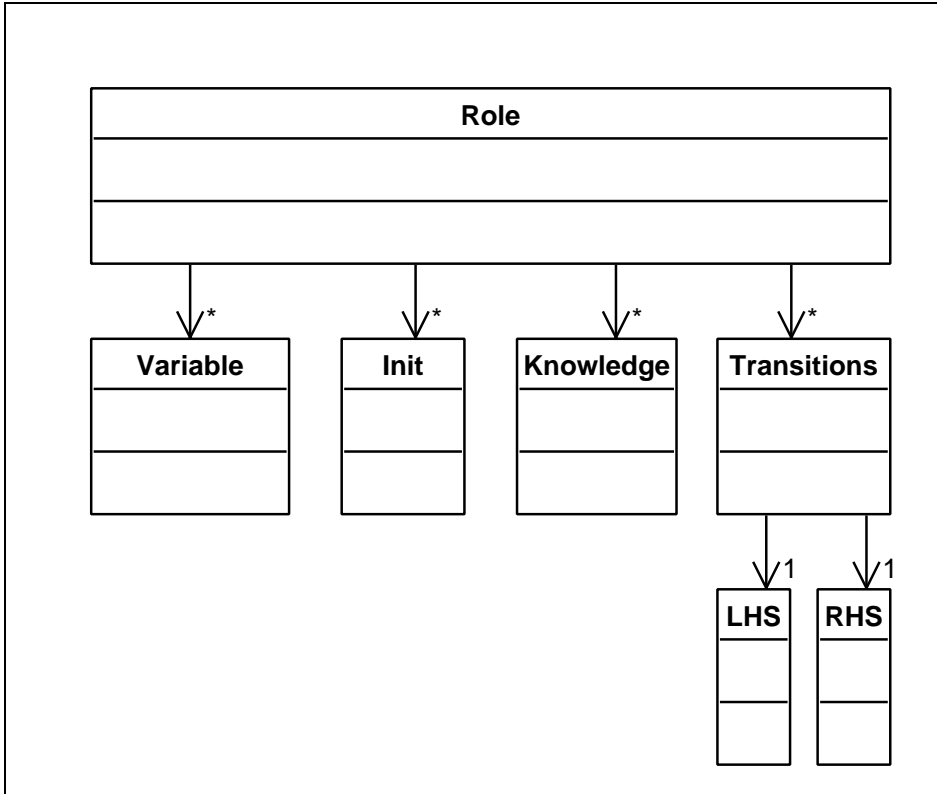 Role
* * * *
Variable Init Knowledge Transitions
1 1
LHS RHS